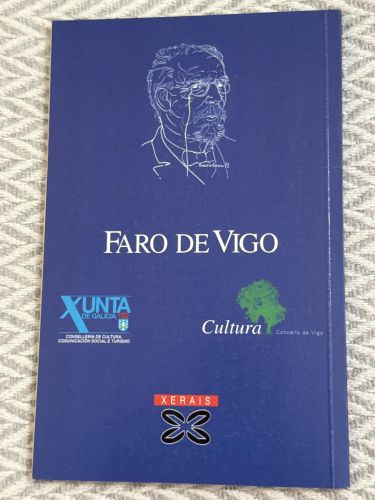 FARO DE VIGO
XUNTA
DE GALICIA
CONSELLERÍA DE CULTURA,
COMUNICACIÓN SOCIAL E TURISMO
Cultura
Concello de Vigo
XERAIS